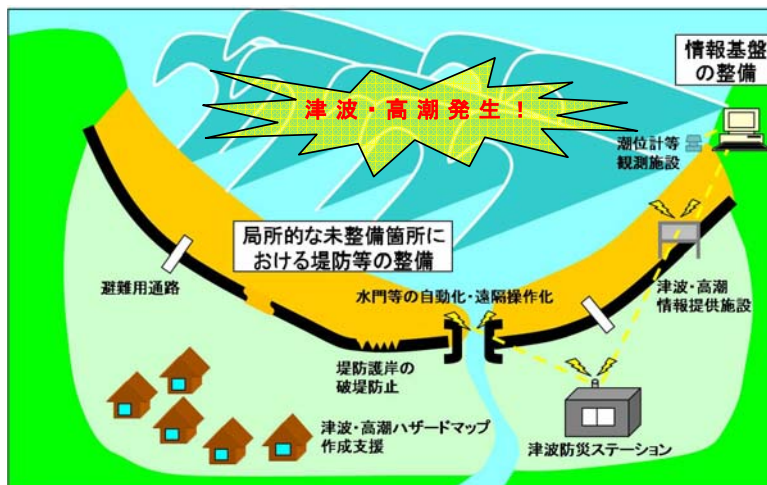 津波・高潮発生！
情報基盤
の整備
潮位計等
観測施設
局所的な未整備箇所に
おける堤防等の整備
避難用通路
水門等の自動化・遠隔操作化
津波・高潮
情報提供施設
堤防護岸の
破堤防止
津波・高潮ハザードマップ
作成支援
津波防災ステーション